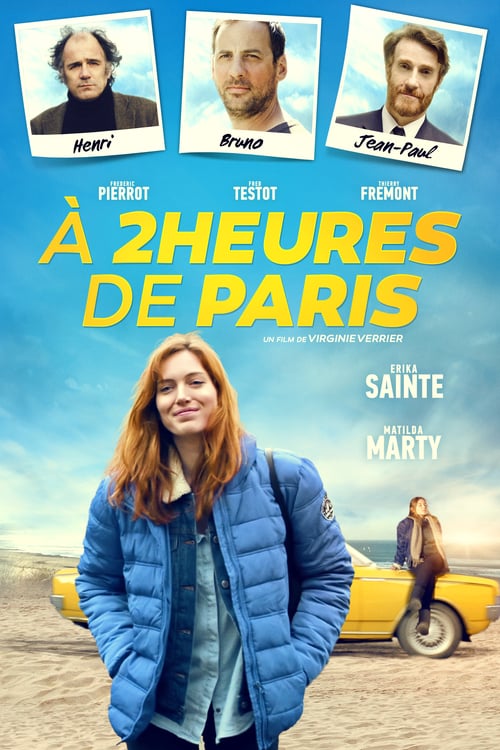 Henri
Bruno
Jean-Paul
FREDERIC
PIERROT
FRED
TESTOT
THIERRY
FREMONT
À 2HEURES
DE PARIS
UN FILM DE VIRGINIE VERRIER
ERIKA
SAINTE
MATILDA
MARTY